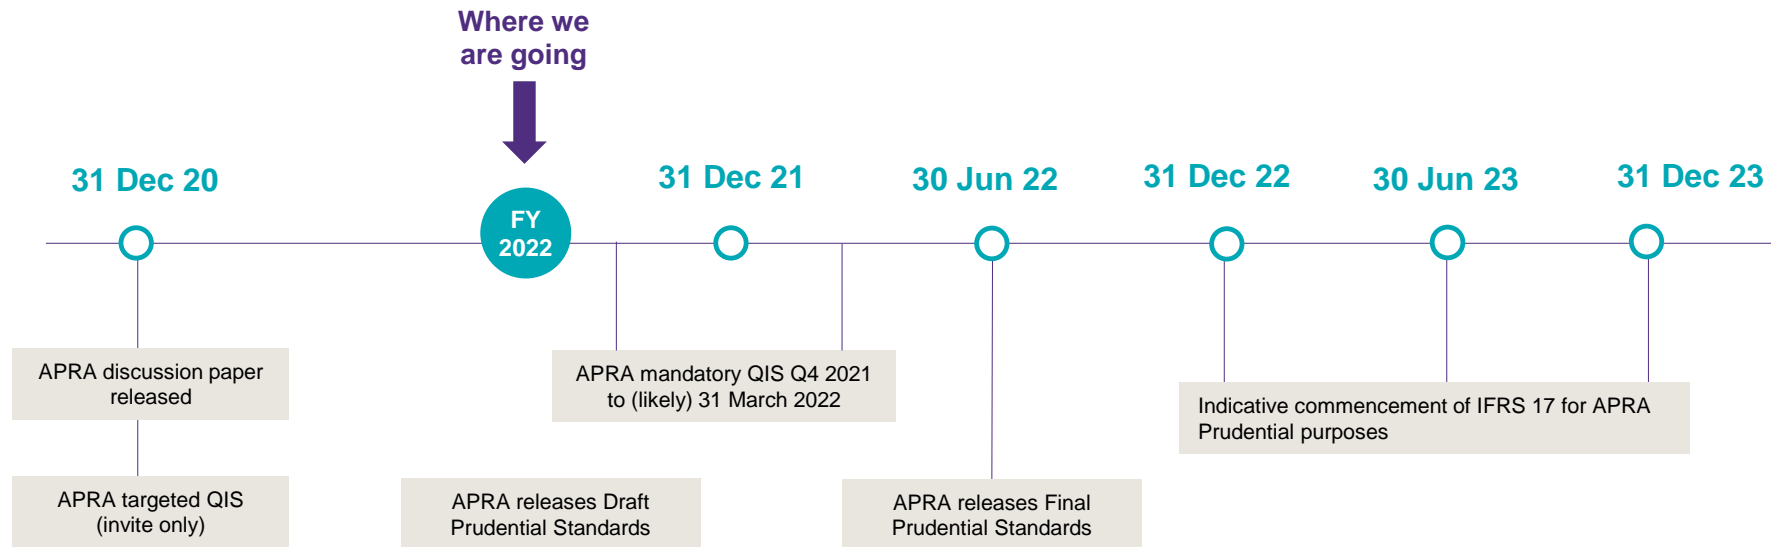 Where we
are going
31 Dec 20
31 Dec 21
30 Jun 22
31 Dec 22
30 Jun 23
31 Dec 23
FY
2022
APRA discussion paper
released
APRA mandatory QIS Q4 2021
to (likely) 31 March 2022
Indicative commencement of IFRS 17 for APRA
Prudential purposes
APRA targeted QIS
(invite only)
APRA releases Draft
Prudential Standards
APRA releases Final
Prudential Standards